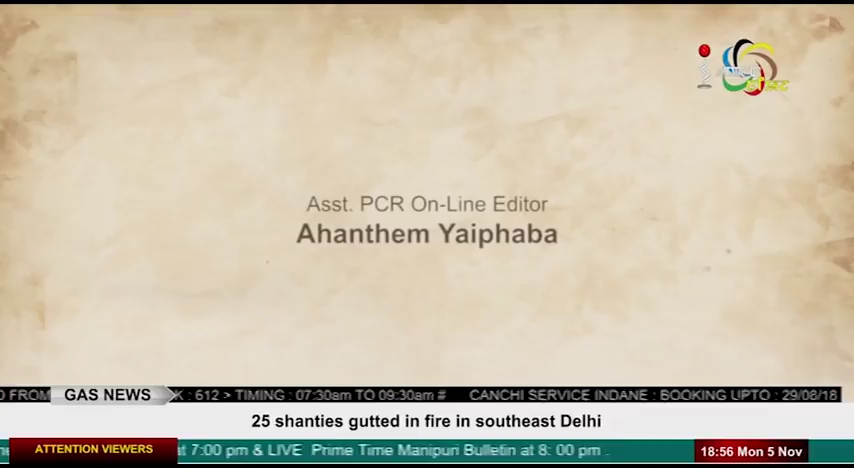 Asst. PCR On-Line Editor
Ahanthem Yaiphaba
FROM
GAS NEWS
K : 612 > TIMING : 07:30am TO 09:30am #
CANCHI SERVICE INDANE : BOOKING UPTO : 29/08/18
25 shanties gutted in fire in southeast Delhi
ATTENTION VIEWERS
at 7:00 pm & LIVE Prime Time Manipuri Bulletin at 8: 00 pm .
18:56 Mon 5 Nov